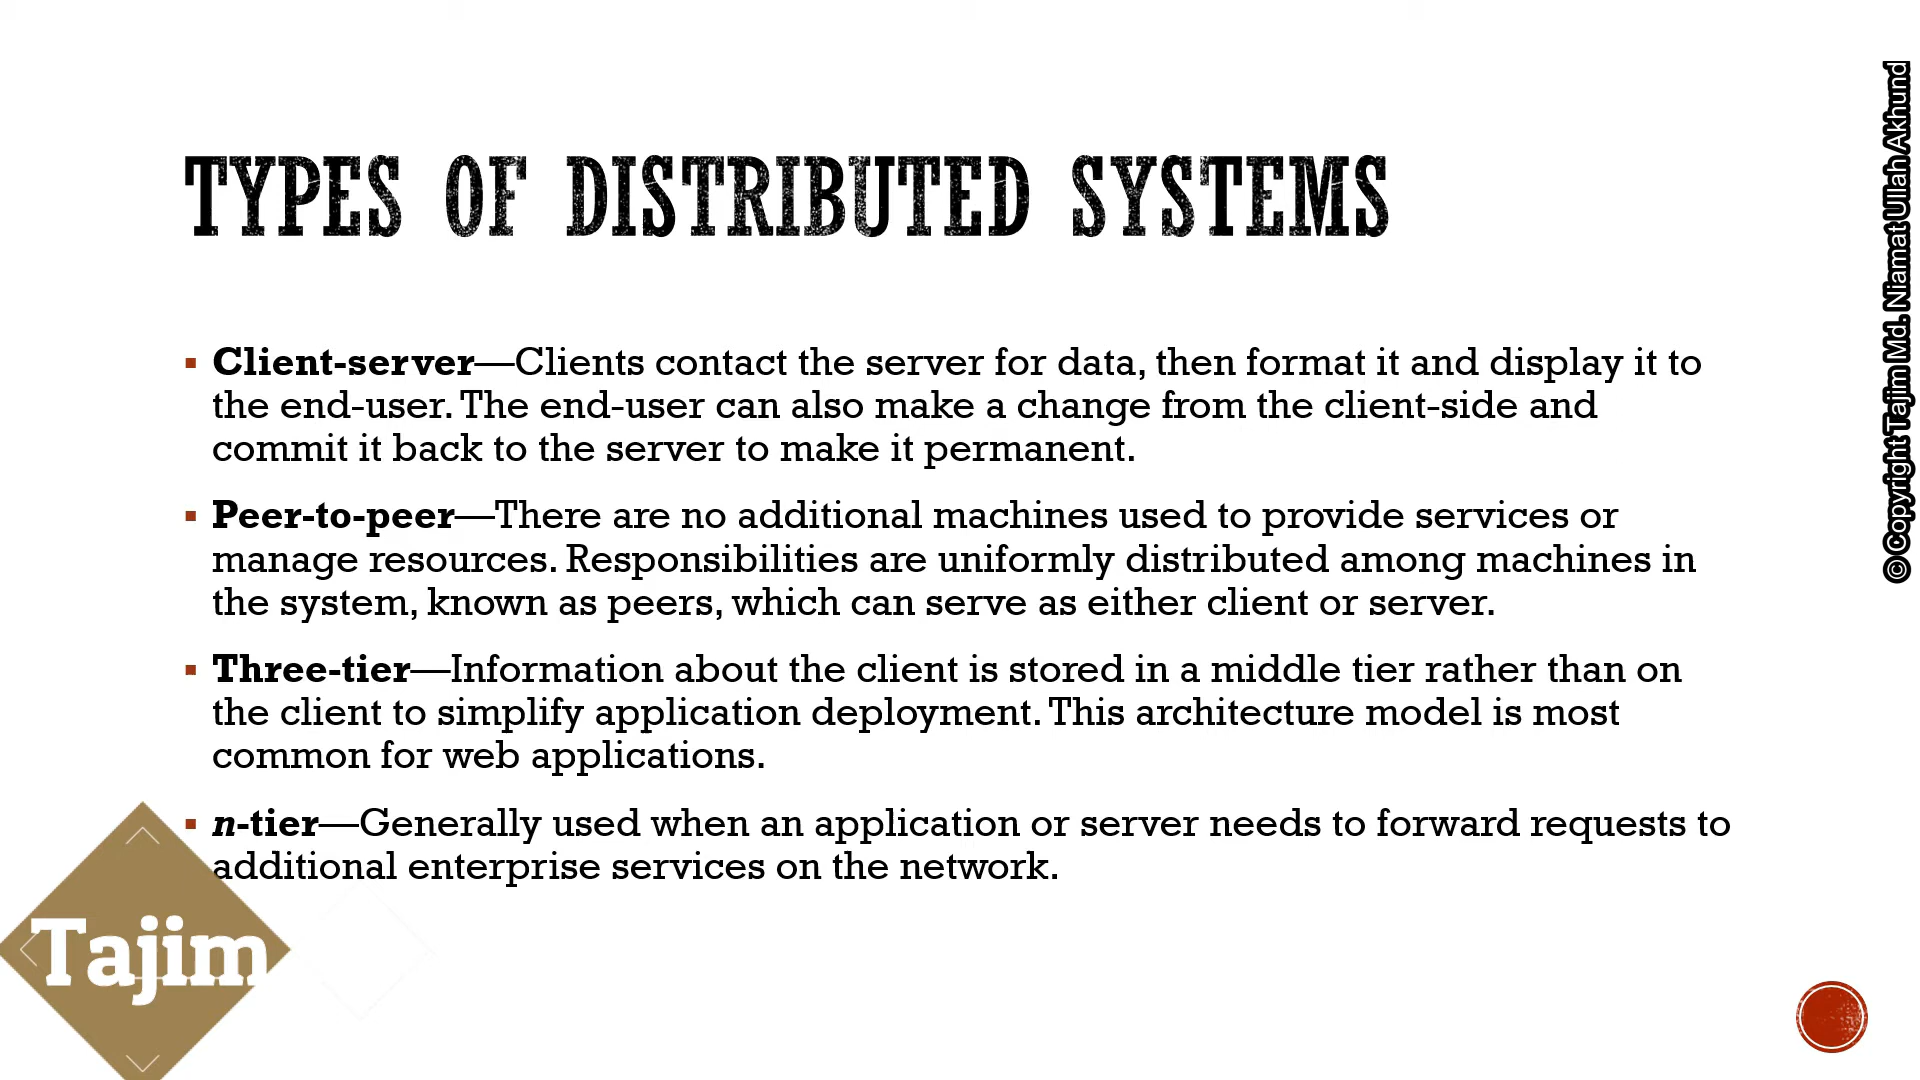 TYPES OF DISTRIBUTED SYSTEMS
▪ Client-server—Clients contact the server for data, then format it and display it to
the end-user. The end-user can also make a change from the client-side and
commit it back to the server to make it permanent.
▪ Peer-to-peer—There are no additional machines used to provide services or
manage resources. Responsibilities are uniformly distributed among machines in
the system, known as peers, which can serve as either client or server.
▪ Three-tier—Information about the client is stored in a middle tier rather than on
the client to simplify application deployment. This architecture model is most
common for web applications.
▪ n-tier—Generally used when an application or server needs to forward requests to
additional enterprise services on the network.
Tajim
©Copyright Tajim Md. Niamat Ullah Akhund